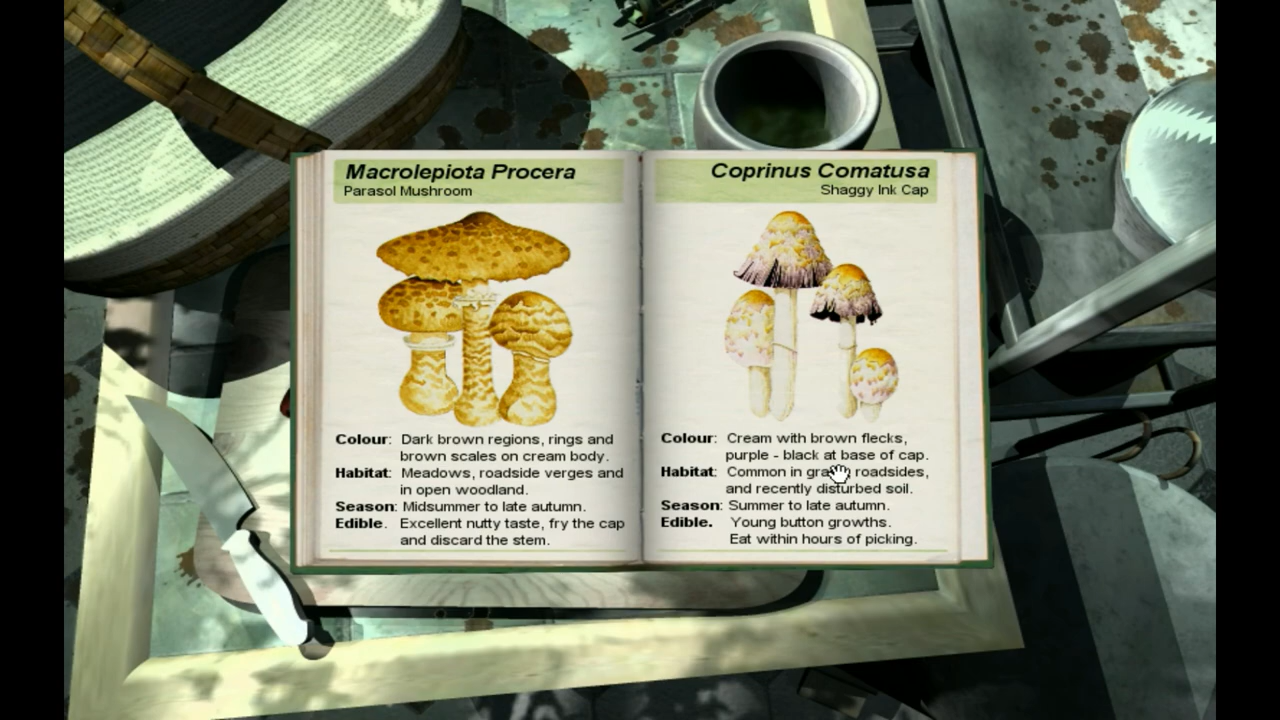 Macrolepiota Procera
Parasol Mushroom
Colour: Dark brown regions, rings and
brown scales on cream body.
Habitat: Meadows, roadside verges and
in open woodland.
Season: Midsummer to late autumn.
Edible. Excellent nutty taste, fry the cap
and discard the stem.
Coprinus Comatusa
Shaggy Ink Cap
Colour: Cream with brown flecks,
purple - black at base of cap.
Habitat: Common in roadsides,
and recently disturbed soil.
Season: Summer to late autumn.
Edible. Young button growths.
Eat within hours of picking.